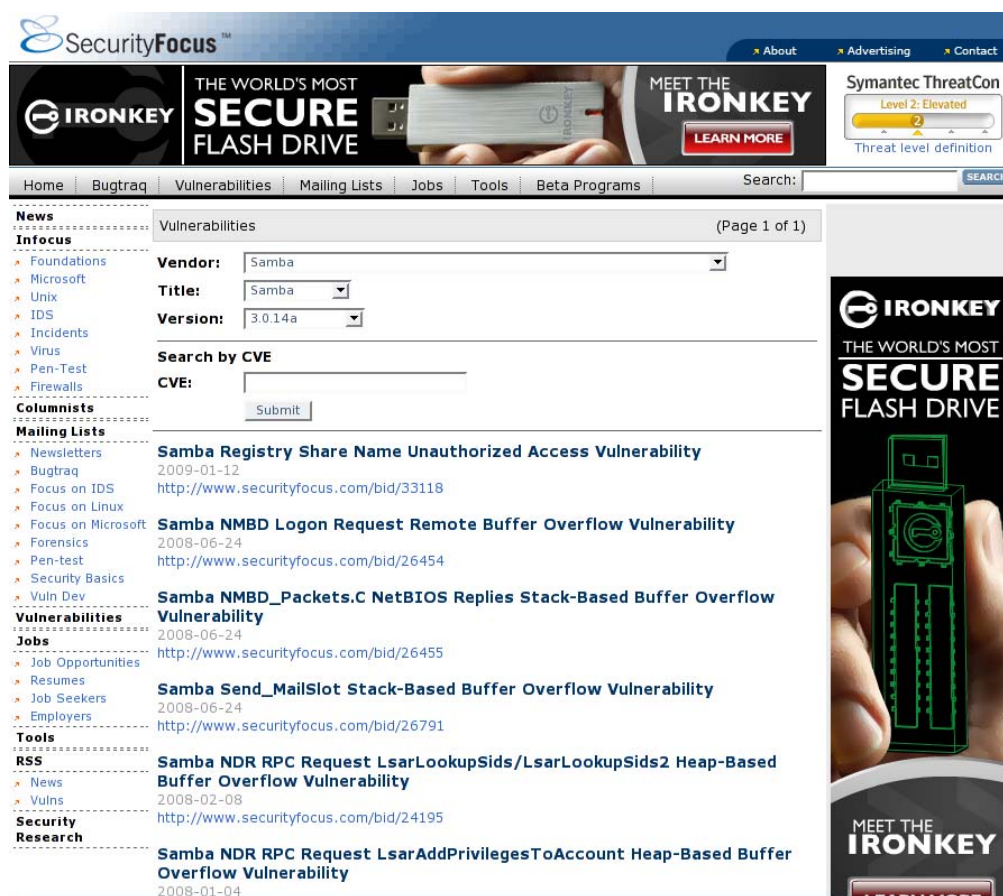 SecurityFocus™
About
Advertising
Contact
IRONKEY
THE WORLD'S MOST
SECURE
FLASH DRIVE
IRONKEY
MEET THE
IRONKEY
LEARN MORE
Symantec ThreatCon
Level 2: Elevated
2
Threat level definition
Home
Bugtraq
Vulnerabilities
Mailing Lists
Jobs
Tools
Beta Programs
Search:
SEARCH
News
Infocus
Foundations
Microsoft
Unix
IDS
Incidents
Virus
Pen-Test
Firewalls
Columnists
Mailing Lists
Newsletters
Bugtraq
Focus on IDS
Focus on Linux
Focus on Microsoft
Forensics
Pen-test
Security Basics
Vuln Dev
Vulnerabilities
Jobs
Job Opportunities
Resumes
Job Seekers
Employers
Tools
RSS
News
Vulns
Security
Research
Vulnerabilities
(Page 1 of 1)
Vendor: Samba
Title: Samba
Version: 3.0.14a
Search by CVE
CVE:
Submit
Samba Registry Share Name Unauthorized Access Vulnerability
2009-01-12
http://www.securityfocus.com/bid/33118
Samba NMBD Logon Request Remote Buffer Overflow Vulnerability
2008-06-24
http://www.securityfocus.com/bid/26454
Samba NMBD_Packets.C NetBIOS Replies Stack-Based Buffer Overflow
Vulnerability
2008-06-24
http://www.securityfocus.com/bid/26455
Samba Send_MailSlot Stack-Based Buffer Overflow Vulnerability
2008-06-24
http://www.securityfocus.com/bid/26791
Samba NDR RPC Request LsarLookupSids/LsarLookupSids2 Heap-Based
Buffer Overflow Vulnerability
2008-02-08
http://www.securityfocus.com/bid/24195
Samba NDR RPC Request LsarAddPrivilegesToAccount Heap-Based Buffer
Overflow Vulnerability
2008-01-04
IRONKEY
THE WORLD'S MOST
SECURE
FLASH DRIVE
MEET THE
IRONKEY
LEARN MORE